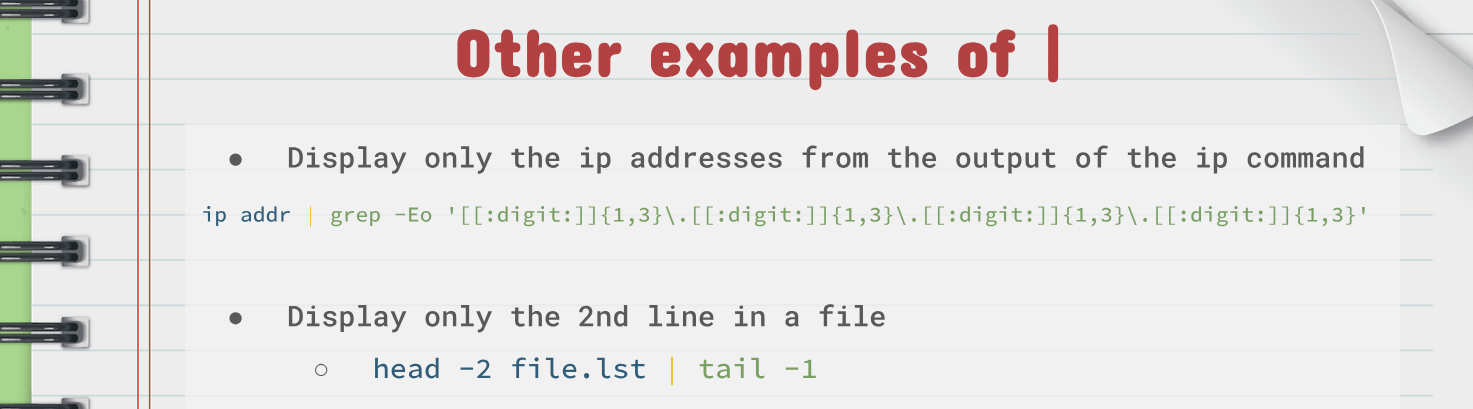 Other examples of |
● Display only the ip addresses from the output of the ip command
ip addr | grep -Eo '[[:digit:]]{1,3}\.[[:digit:]]{1,3}\.[[:digit:]]{1,3}\.[[:digit:]]{1,3}'
● Display only the 2nd line in a file
○ head -2 file.lst | tail -1